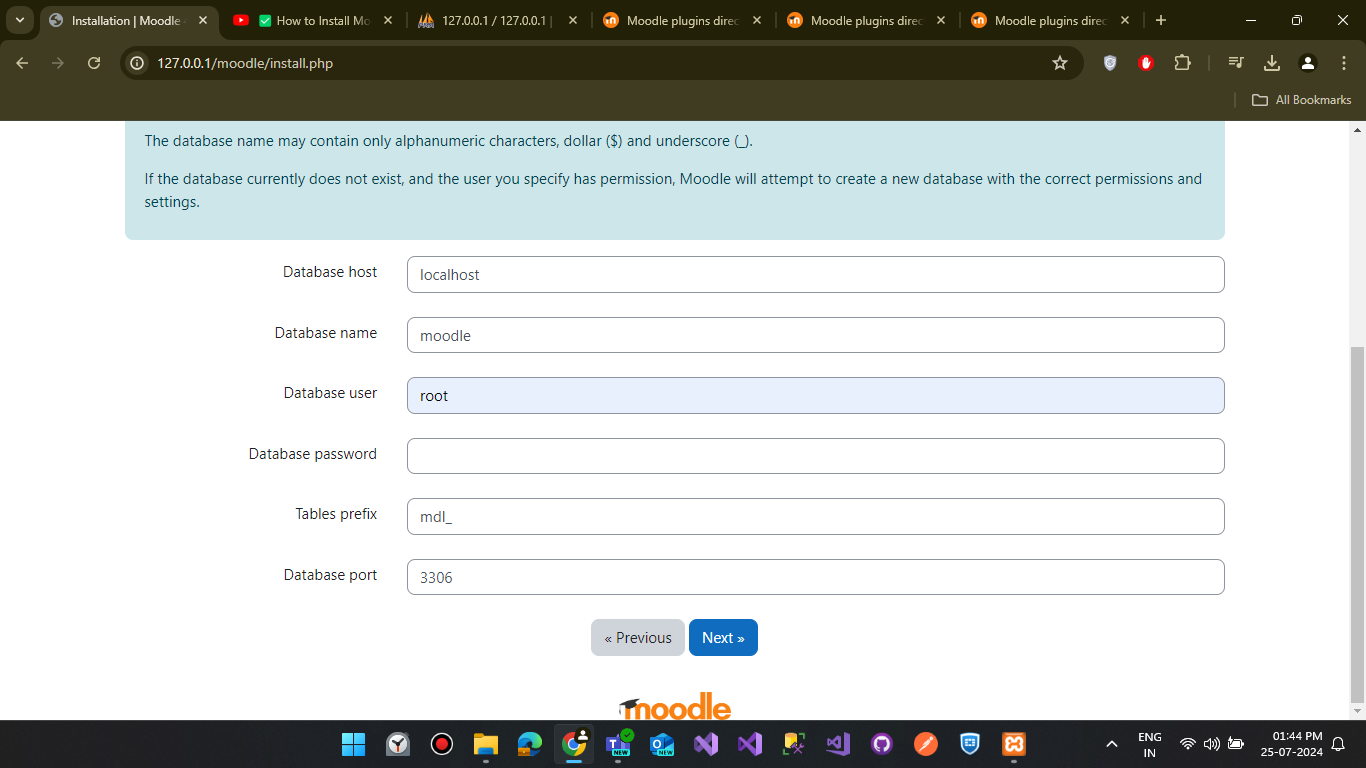 Installation | Moodle
How to Install Mo
127.0.0.1 / 127.0.0.1 |
Moodle plugins direc
Moodle plugins direc
Moodle plugins direc
127.0.0.1/moodle/install.php
All Bookmarks
The database name may contain only alphanumeric characters, dollar ($) and underscore (_).
If the database currently does not exist, and the user you specify has permission, Moodle will attempt to create a new database with the correct permissions and
settings.
Database host
localhost
Database name
moodle
Database user
root
Database password
Tables prefix
mdl_
Database port
3306
« Previous
Next »
moodle
NEW
NEW
ENG
IN
01:44 PM
25-07-2024